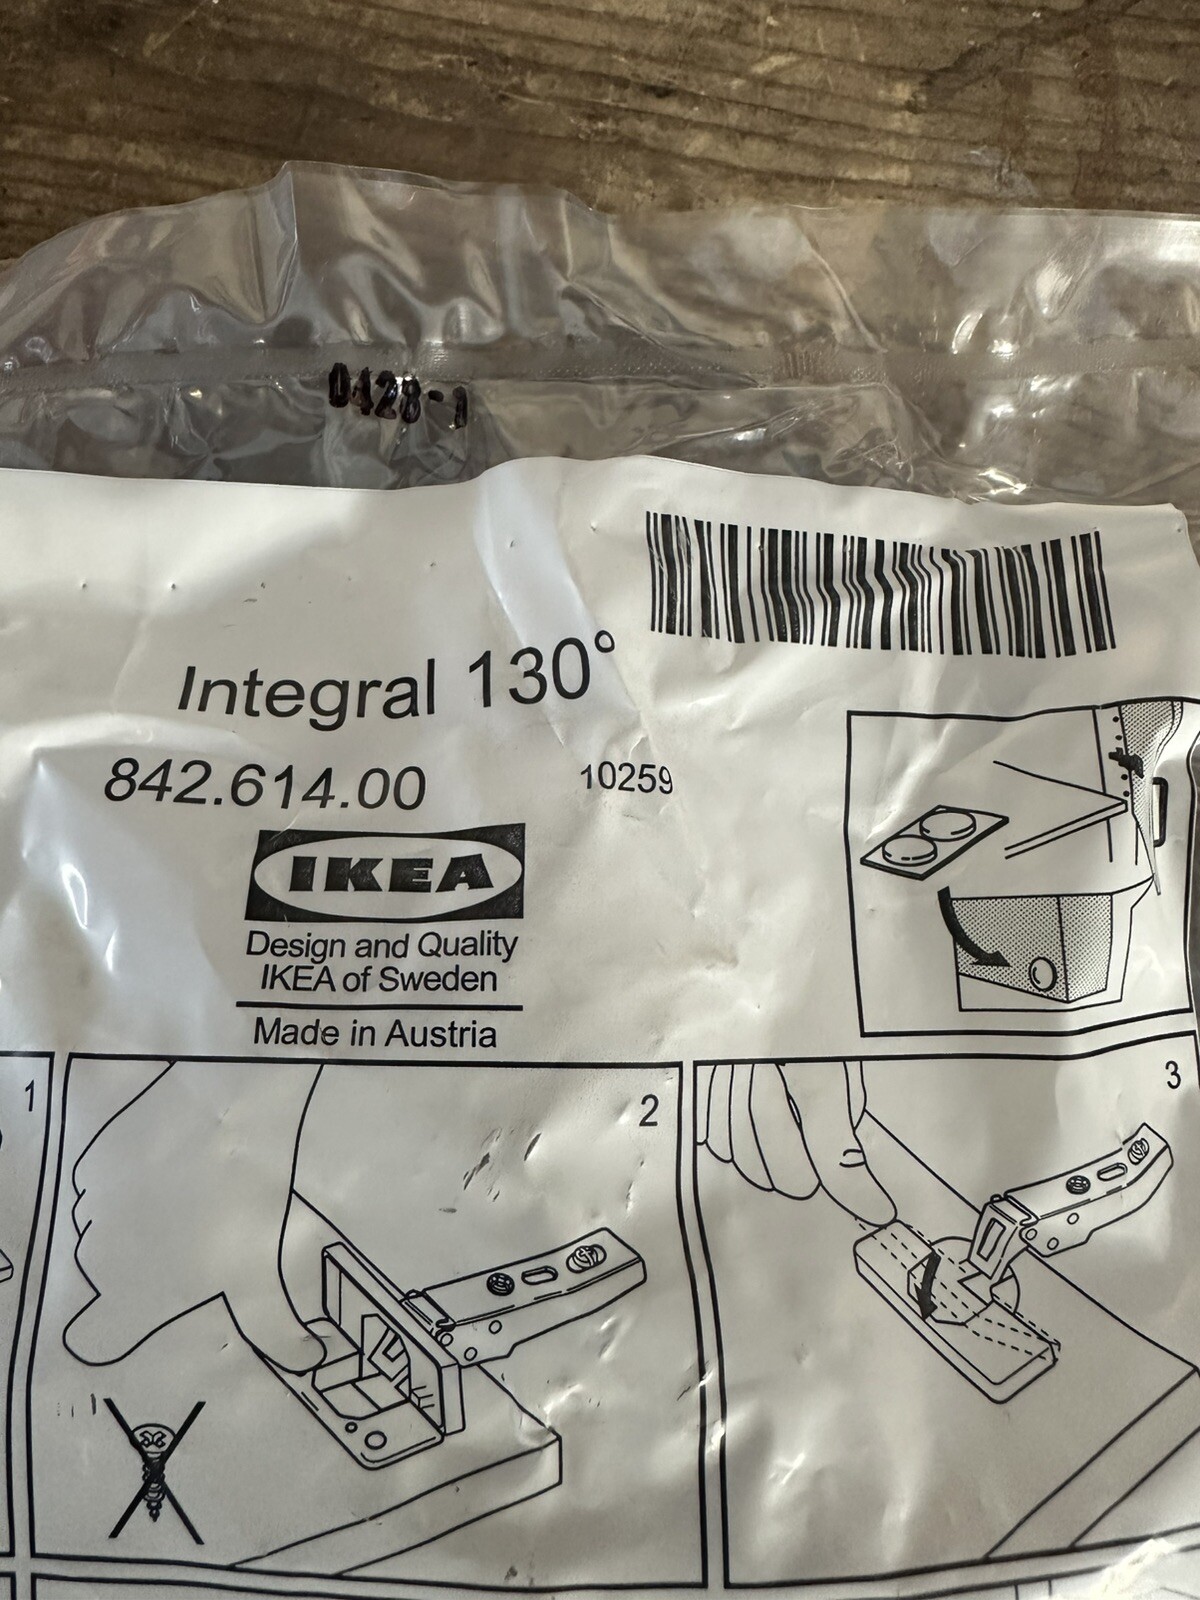 0428-1
Integral 130°
842.614.00
10259
IKEA
Design and Quality
IKEA of Sweden
Made in Austria
1
2
3